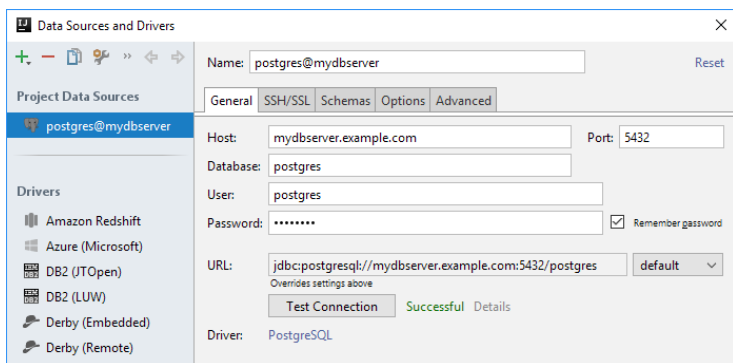 Data Sources and Drivers
Name: postgres@mydbserver Reset
Project Data Sources
postgres@mydbserver
Drivers
Amazon Redshift
Azure (Microsoft)
DB2 (JTOpen)
DB2 (LUW)
Derby (Embedded)
Derby (Remote)
General SSH/SSL Schemas Options Advanced
Host: mydbserver.example.com Port: 5432
Database: postgres
User: postgres
Password: •••••••• Remember password
URL: jdbc:postgresql://mydbserver.example.com:5432/postgres default
Overrides settings above
Test Connection Successful Details
Driver: PostgreSQL